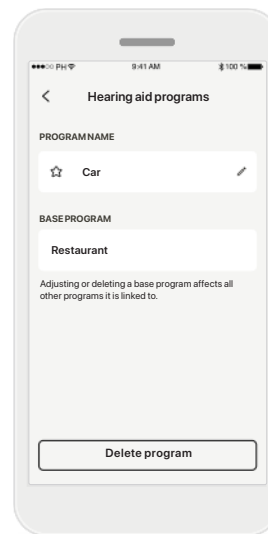 PH 9:41 AM 100 %
Hearing aid programs
PROGRAM NAME
Car
BASE PROGRAM
Restaurant
Adjusting or deleting a base program affects all
other programs it is linked to.
Delete program